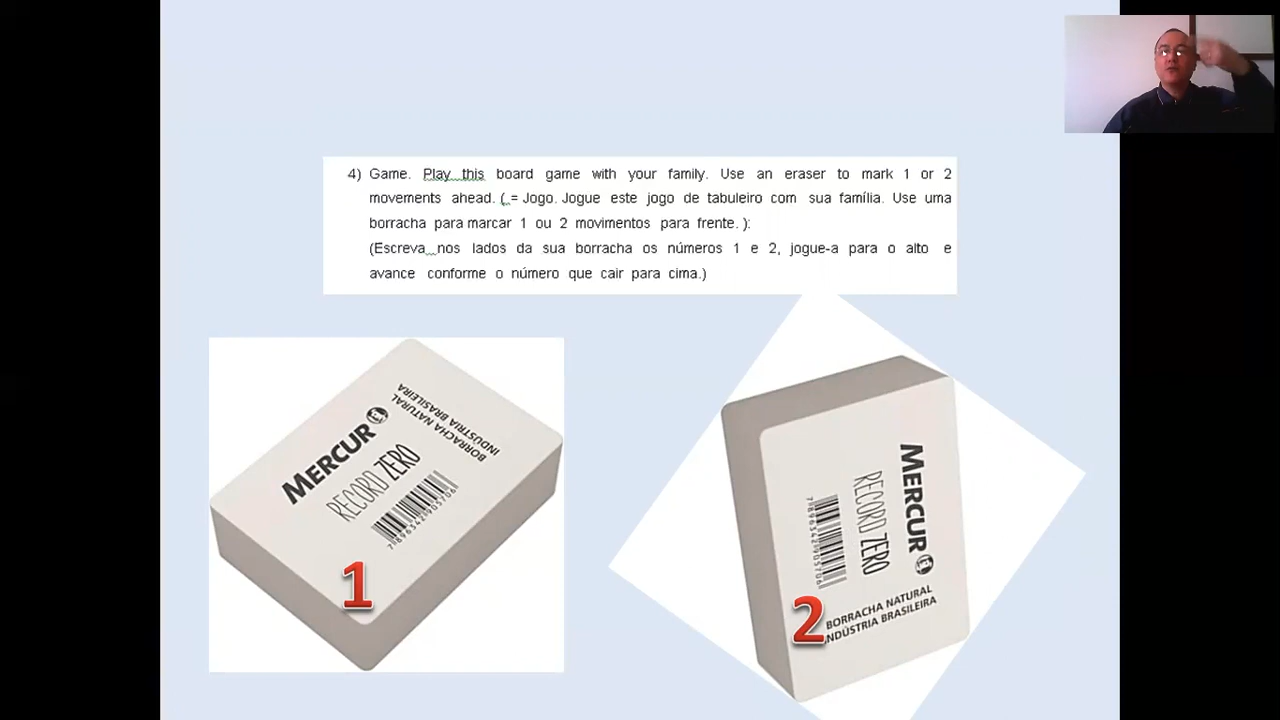 4) Game. Play this board game with your family. Use an eraser to mark 1 or 2
movements ahead. ( = Jogo. Jogue este jogo de tabuleiro com sua família. Use uma
borracha para marcar 1 ou 2 movimentos para frente. ):
(Escreva nos lados da sua borracha os números 1 e 2, jogue-a para o alto e
avance conforme o número que cair para cima.)
MERCUR
RECORD ZERO
7896342905706
BORRACHA NATURAL
INDÚSTRIA BRASILEIRA
1
MERCUR
RECORD ZERO
7896342905706
BORRACHA NATURAL
INDÚSTRIA BRASILEIRA
2